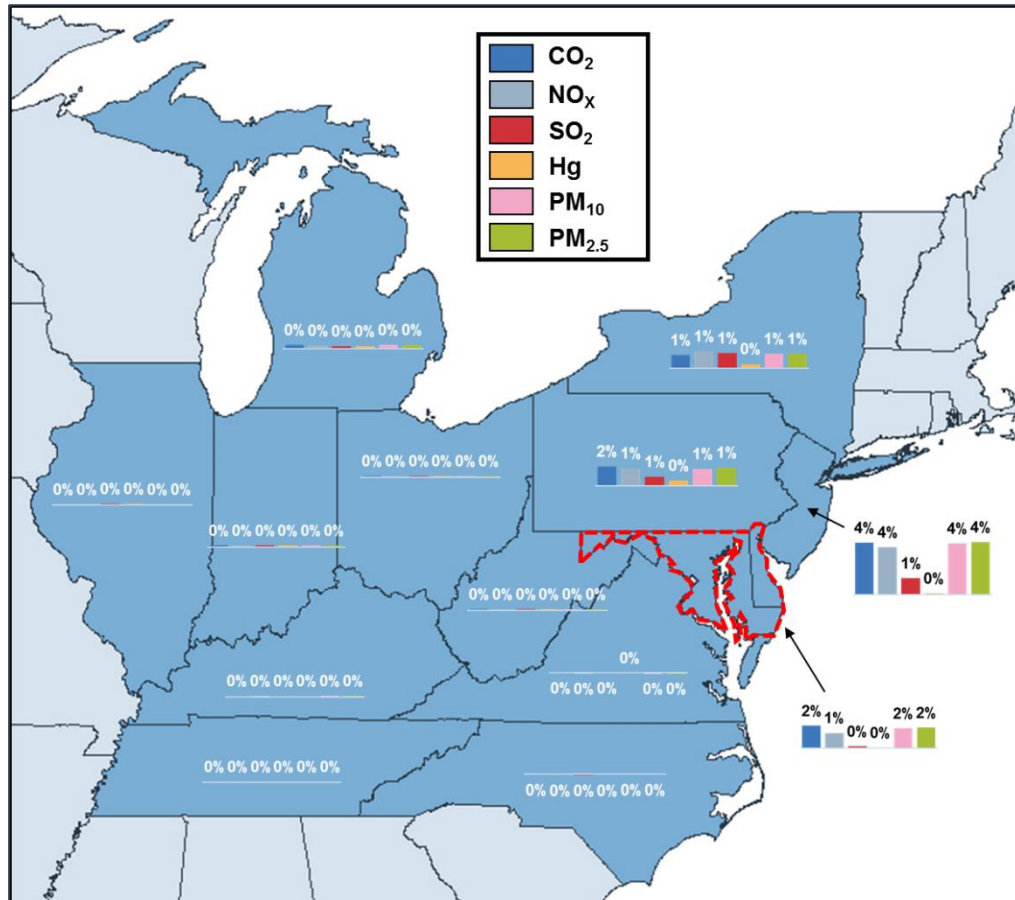 CO₂
NOₓ
SO₂
Hg
PM₁₀
PM₂.₅
0% 0% 0% 0% 0% 0%
1% 1% 1% 0% 1% 1%
2% 1% 1% 0% 1% 1%
0% 0% 0% 0% 0% 0%
0% 0% 0% 0% 0% 0%
0% 0% 0% 0% 0% 0%
4% 4% 1% 0% 4% 4%
0% 0% 0% 0% 0% 0%
0%
0% 0% 0% 0% 0%
0% 0% 0% 0% 0% 0%
2% 1% 0% 0% 2% 2%
0% 0% 0% 0% 0% 0%
0% 0% 0% 0% 0% 0%